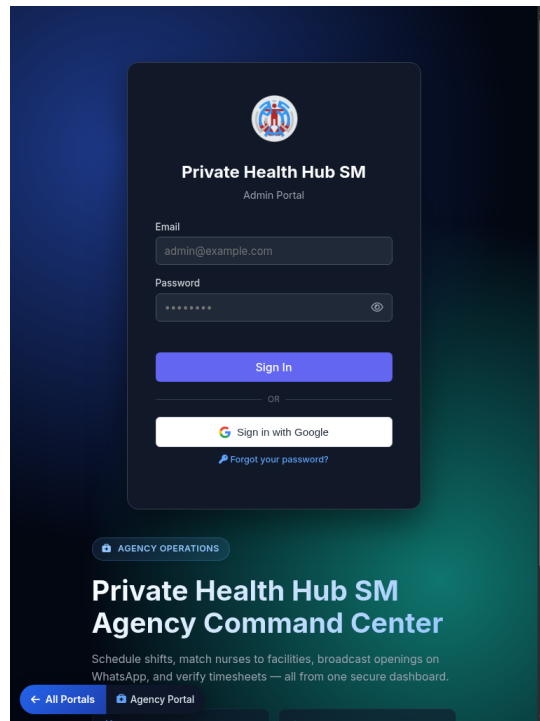 Private Health Hub SM
Admin Portal
Email
admin@example.com
Password
Sign In
OR
Sign in with Google
Forgot your password?
AGENCY OPERATIONS
Private Health Hub SM
Agency Command Center
Schedule shifts, match nurses to facilities, broadcast openings on
WhatsApp, and verify timesheets — all from one secure dashboard.
← All Portals
Agency Portal